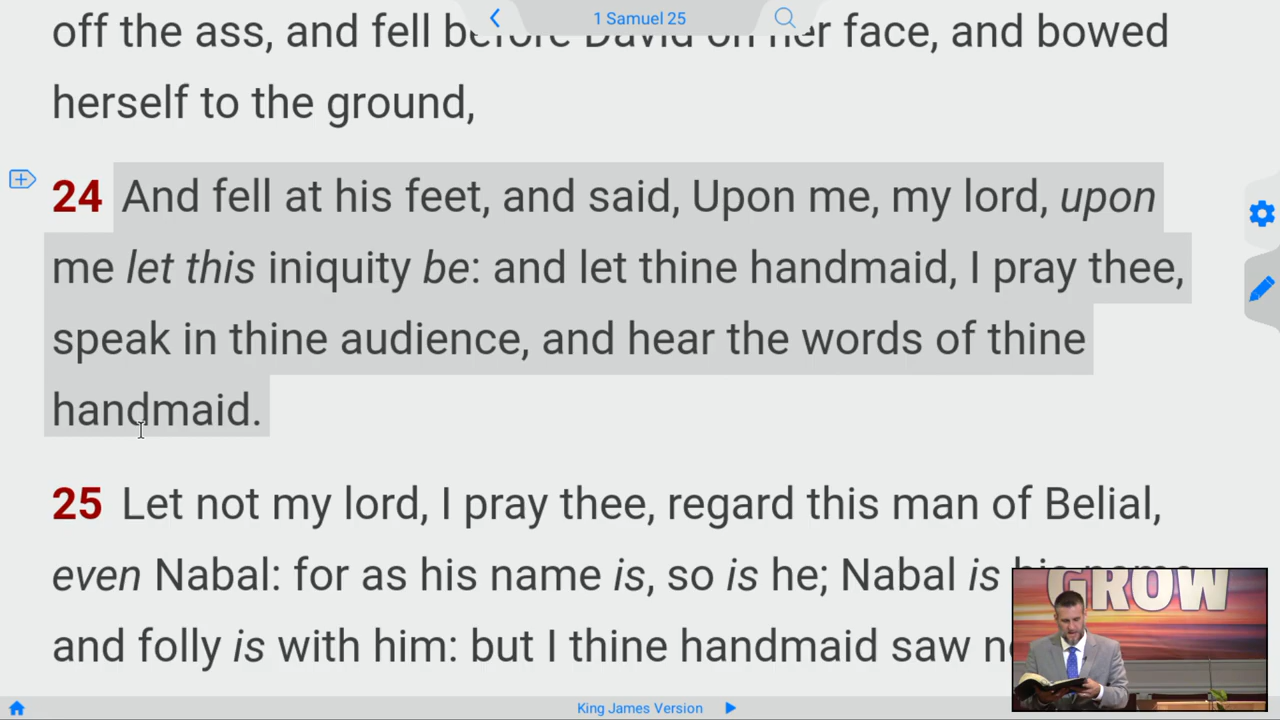 1 Samuel 25
off the ass, and fell before David on her face, and bowed
herself to the ground,
24 And fell at his feet, and said, Upon me, my lord, upon
me let this iniquity be: and let thine handmaid, I pray thee,
speak in thine audience, and hear the words of thine
handmaid.
25 Let not my lord, I pray thee, regard this man of Belial,
even Nabal: for as his name is, so is he; Nabal is his name,
and folly is with him: but I thine handmaid saw
GROW
King James Version